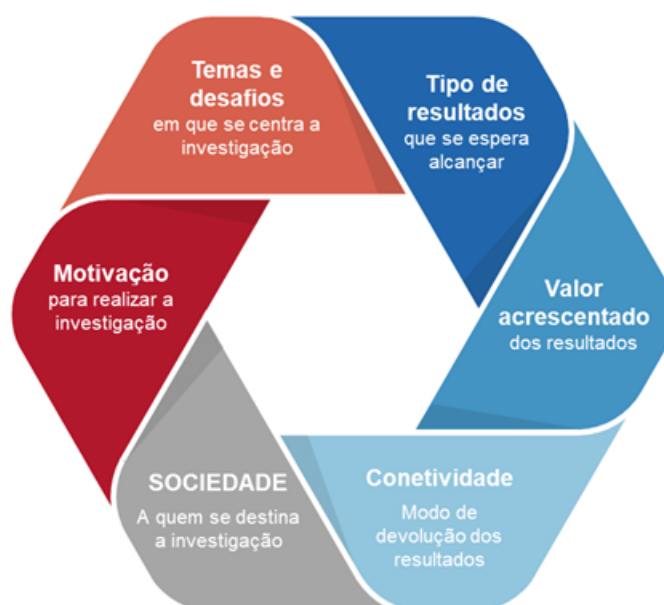 Temas e
desafios
em que se centra a
investigação
Tipo de
resultados
que se espera
alcançar
Valor
acrescentado
dos resultados
Conetividade
Modo de
devolução dos
resultados
SOCIEDADE
A quem se destina
a investigação
Motivação
para realizar a
investigação